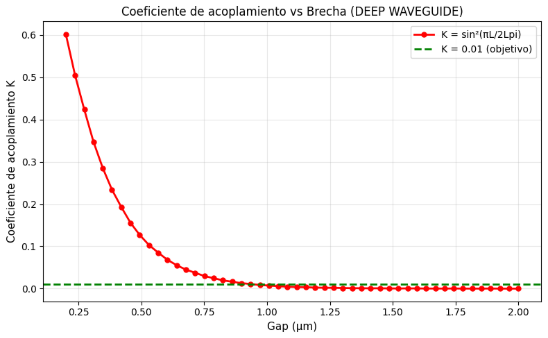 Coeficiente de acoplamiento vs Brecha (DEEP WAVEGUIDE)
K = sin²(πL/2Lpi)
K = 0.01 (objetivo)
Coeficiente de acoplamiento K
0.6
0.5
0.4
0.3
0.2
0.1
0.0
0.25 0.50 0.75 1.00 1.25 1.50 1.75 2.00
Gap (μm)